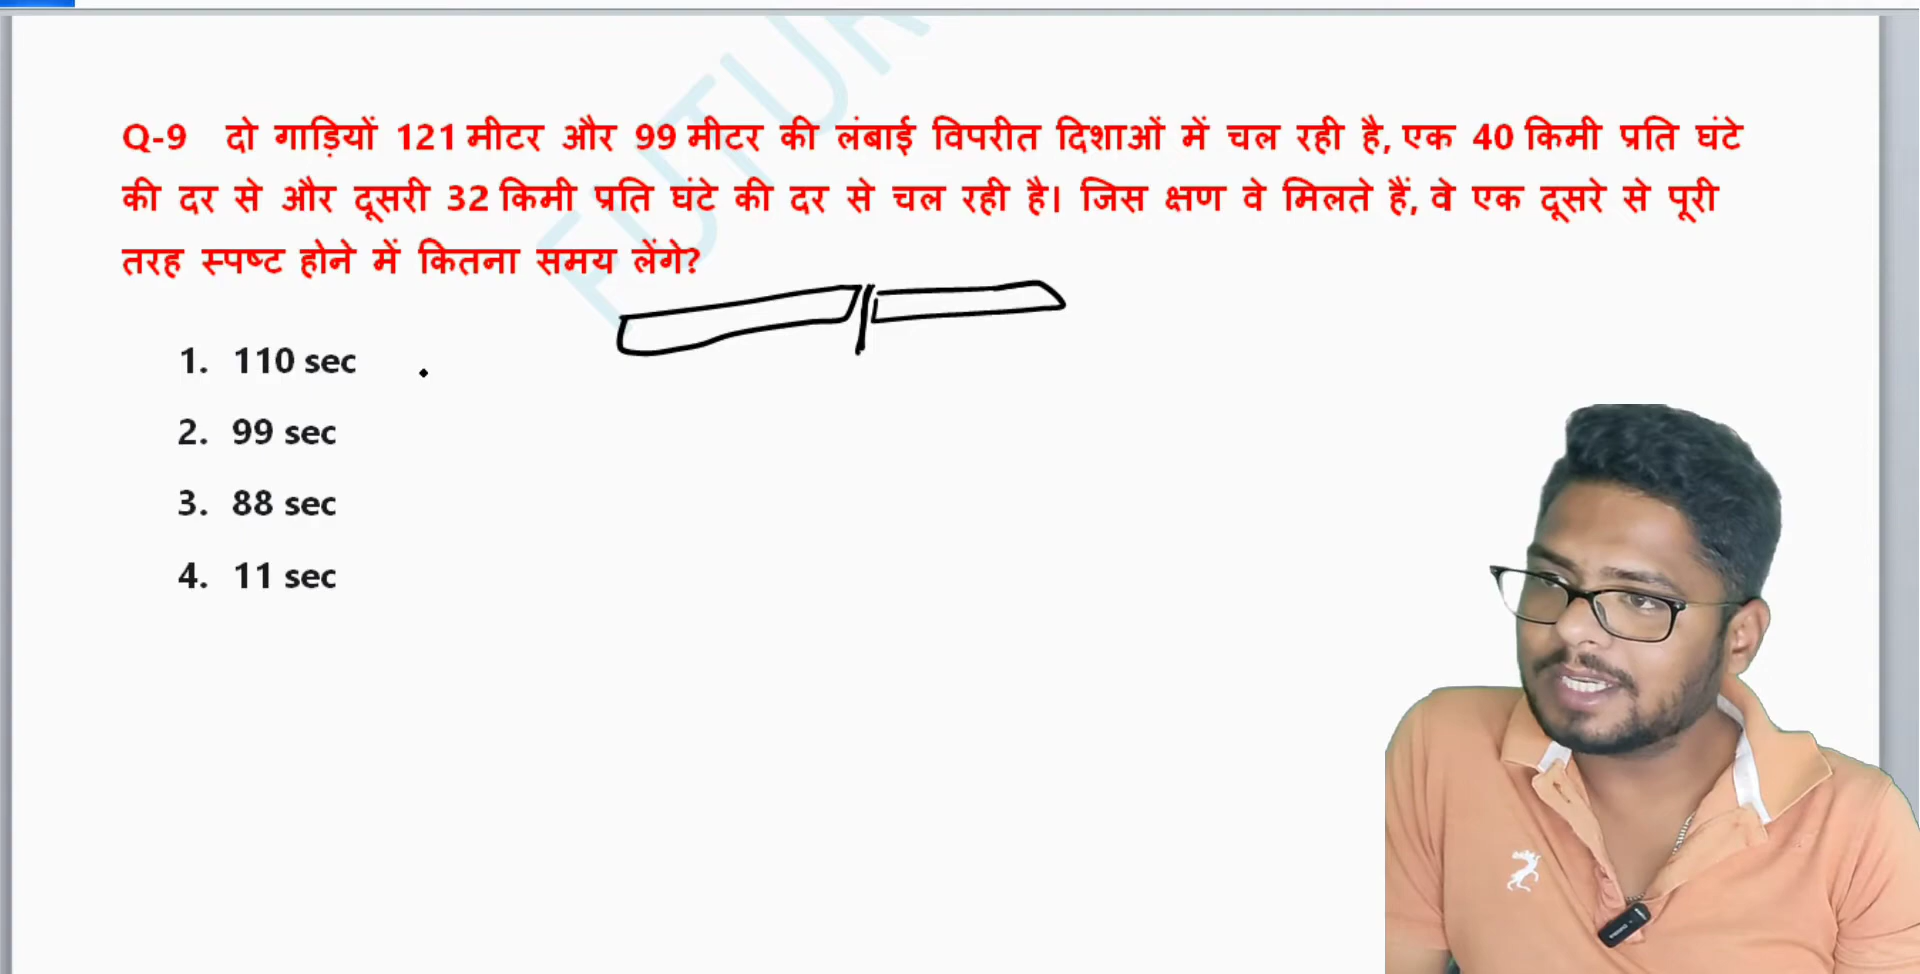 FUTUR
Q-9 दो गाड़ियों 121 मीटर और 99 मीटर की लंबाई विपरीत दिशाओं में चल रही है, एक 40 किमी प्रति घंटे
की दर से और दूसरी 32 किमी प्रति घंटे की दर से चल रही है। जिस क्षण वे मिलते हैं, वे एक दूसरे से पूरी
तरह स्पष्ट होने में कितना समय लेंगे?
1. 110 sec
2. 99 sec
3. 88 sec
4. 11 sec